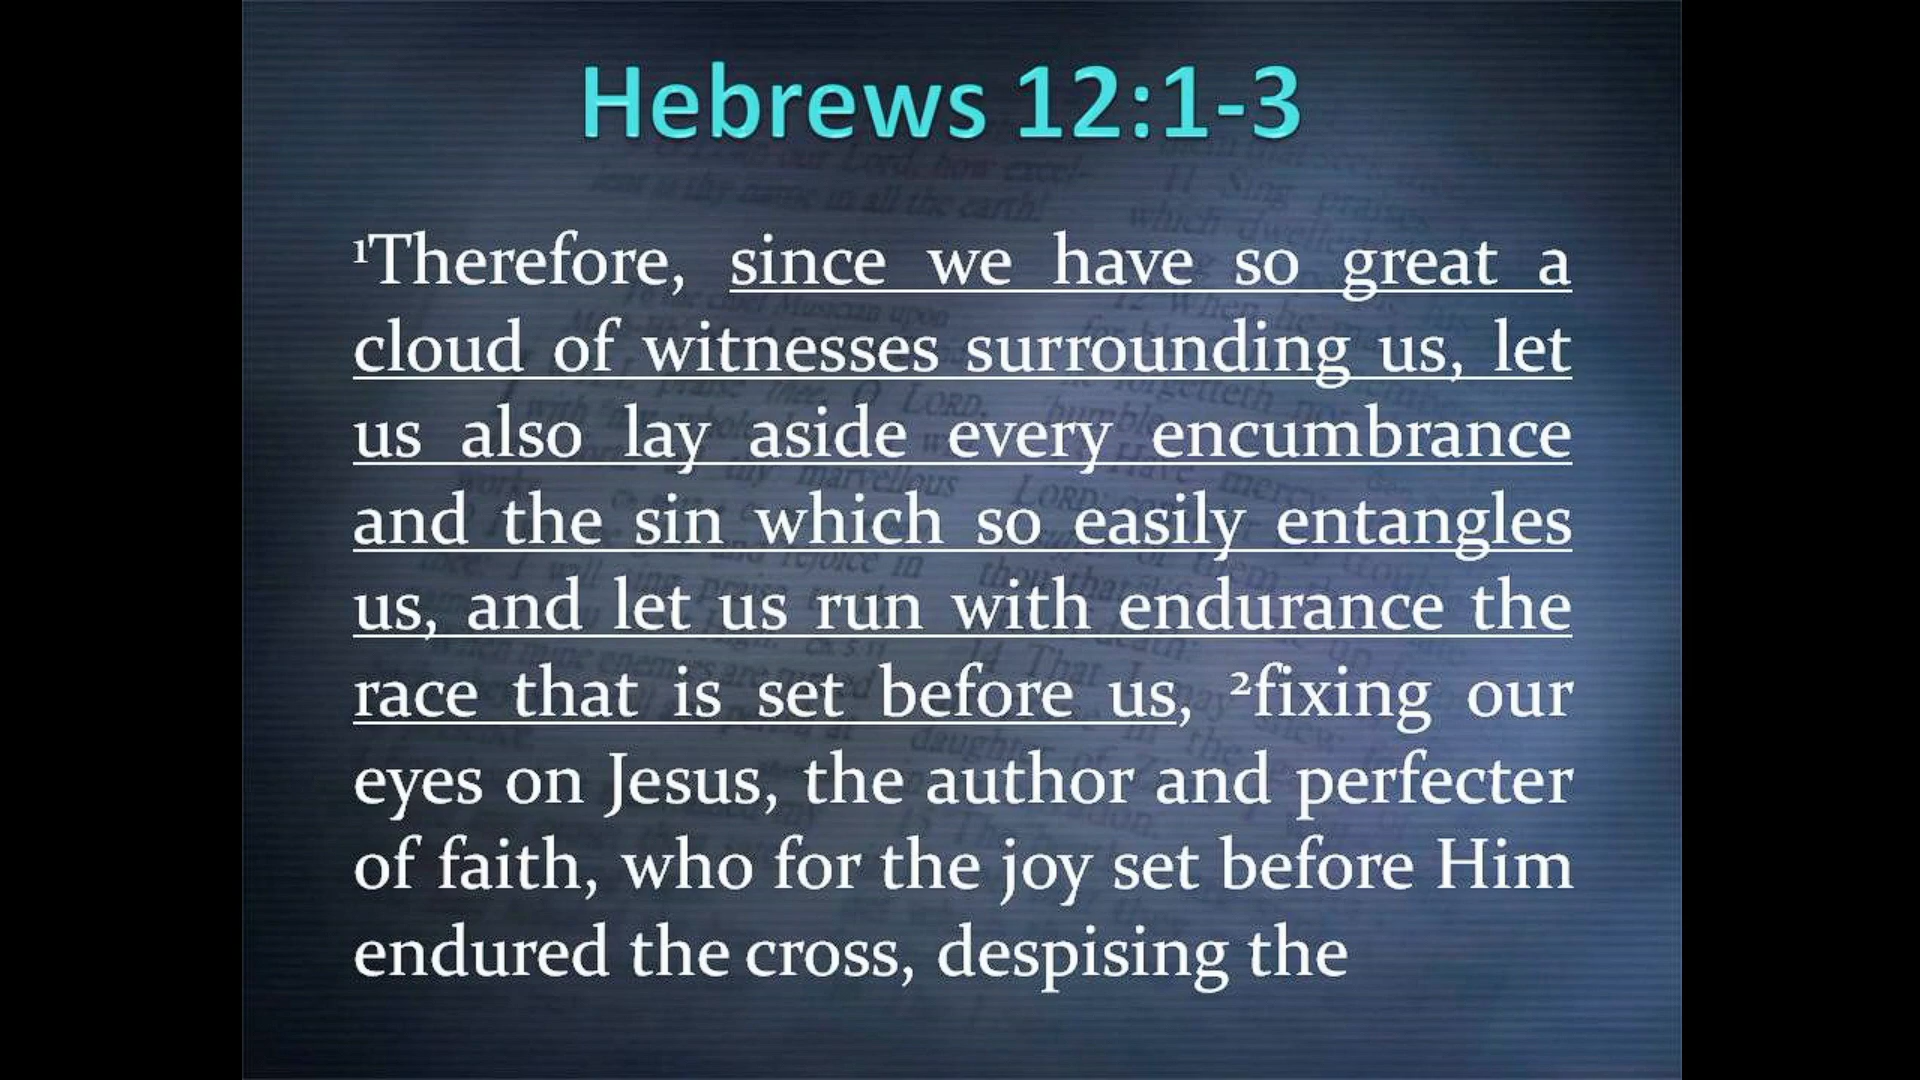 Hebrews 12:1-3
¹Therefore, since we have so great a
cloud of witnesses surrounding us, let
us also lay aside every encumbrance
and the sin which so easily entangles
us, and let us run with endurance the
race that is set before us, ²fixing our
eyes on Jesus, the author and perfecter
of faith, who for the joy set before Him
endured the cross, despising the